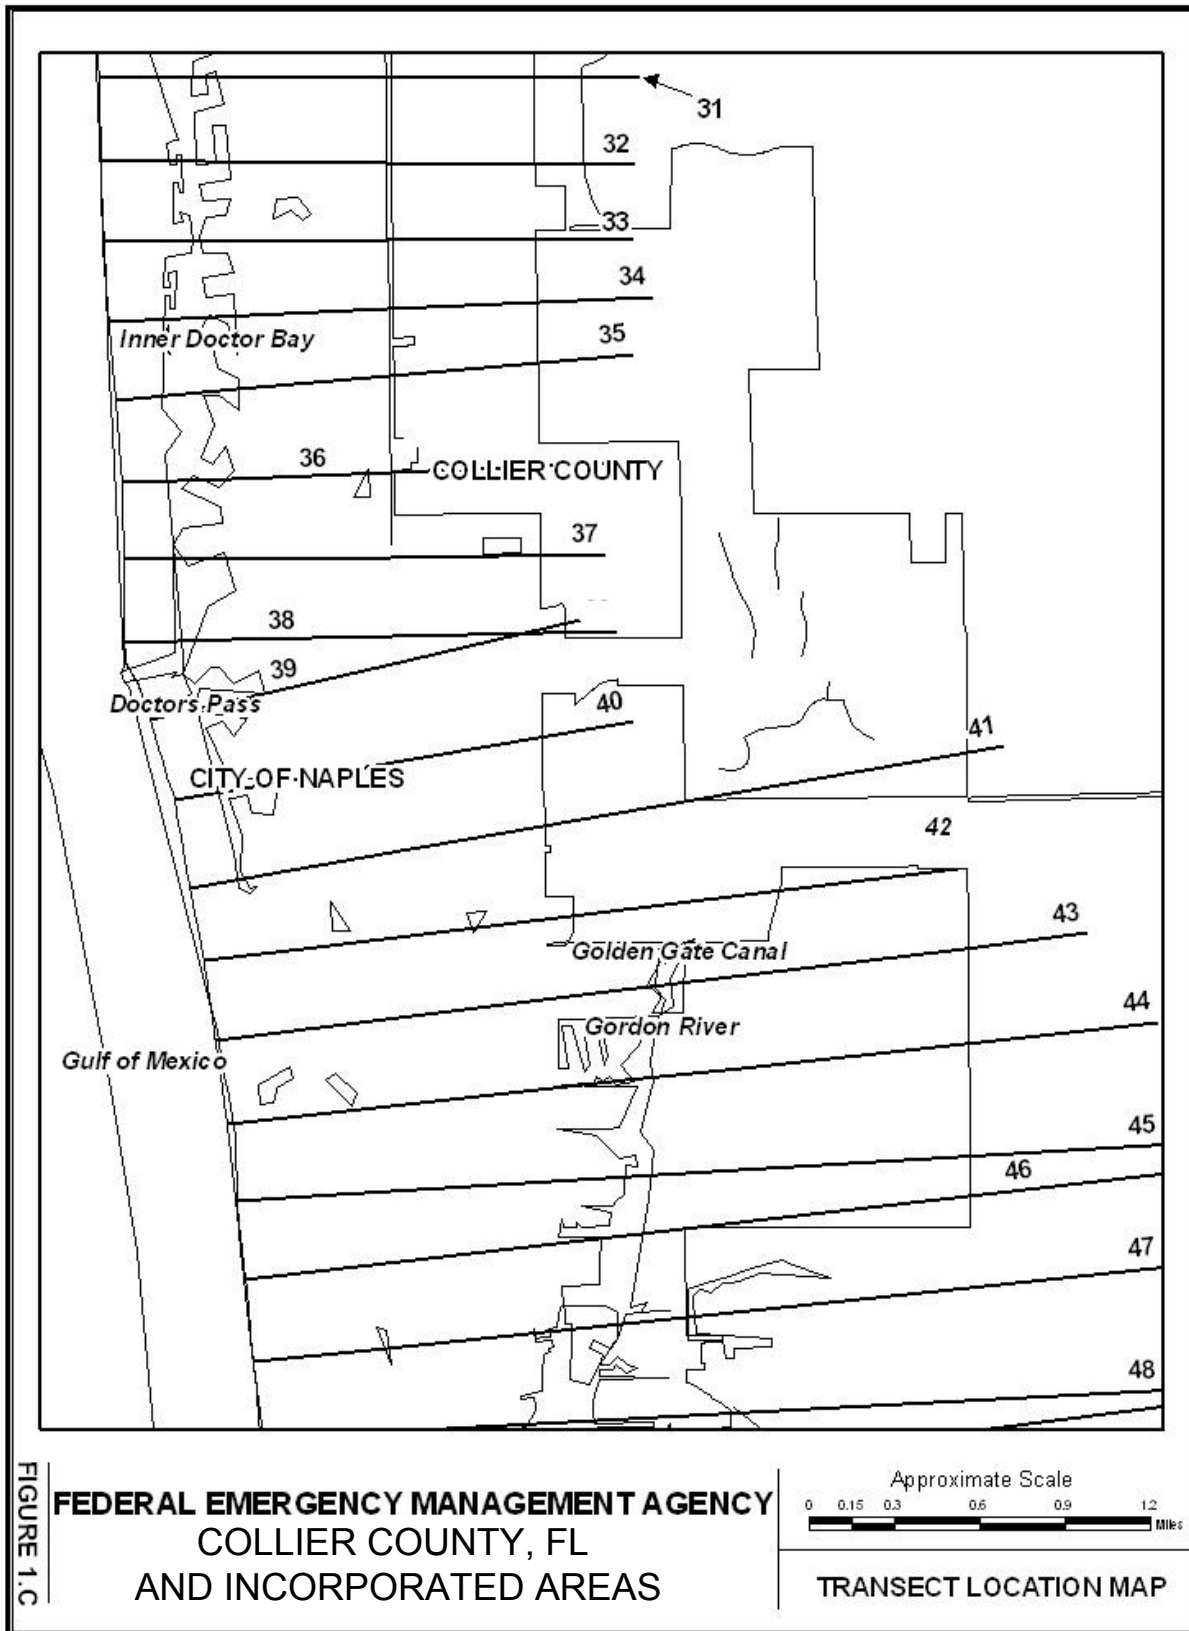 31
32
33
34
Inner Doctor Bay
35
36
COLLIER COUNTY
37
38
39
Doctors Pass
40
41
CITY OF NAPLES
42
43
Golden Gate Canal
44
Gordon River
Gulf of Mexico
45
46
47
48
FIGURE 1.C
FEDERAL EMERGENCY MANAGEMENT AGENCY
COLLIER COUNTY, FL
AND INCORPORATED AREAS
Approximate Scale
0 0.15 0.3 0.6 0.9 1.2
Miles
TRANSECT LOCATION MAP